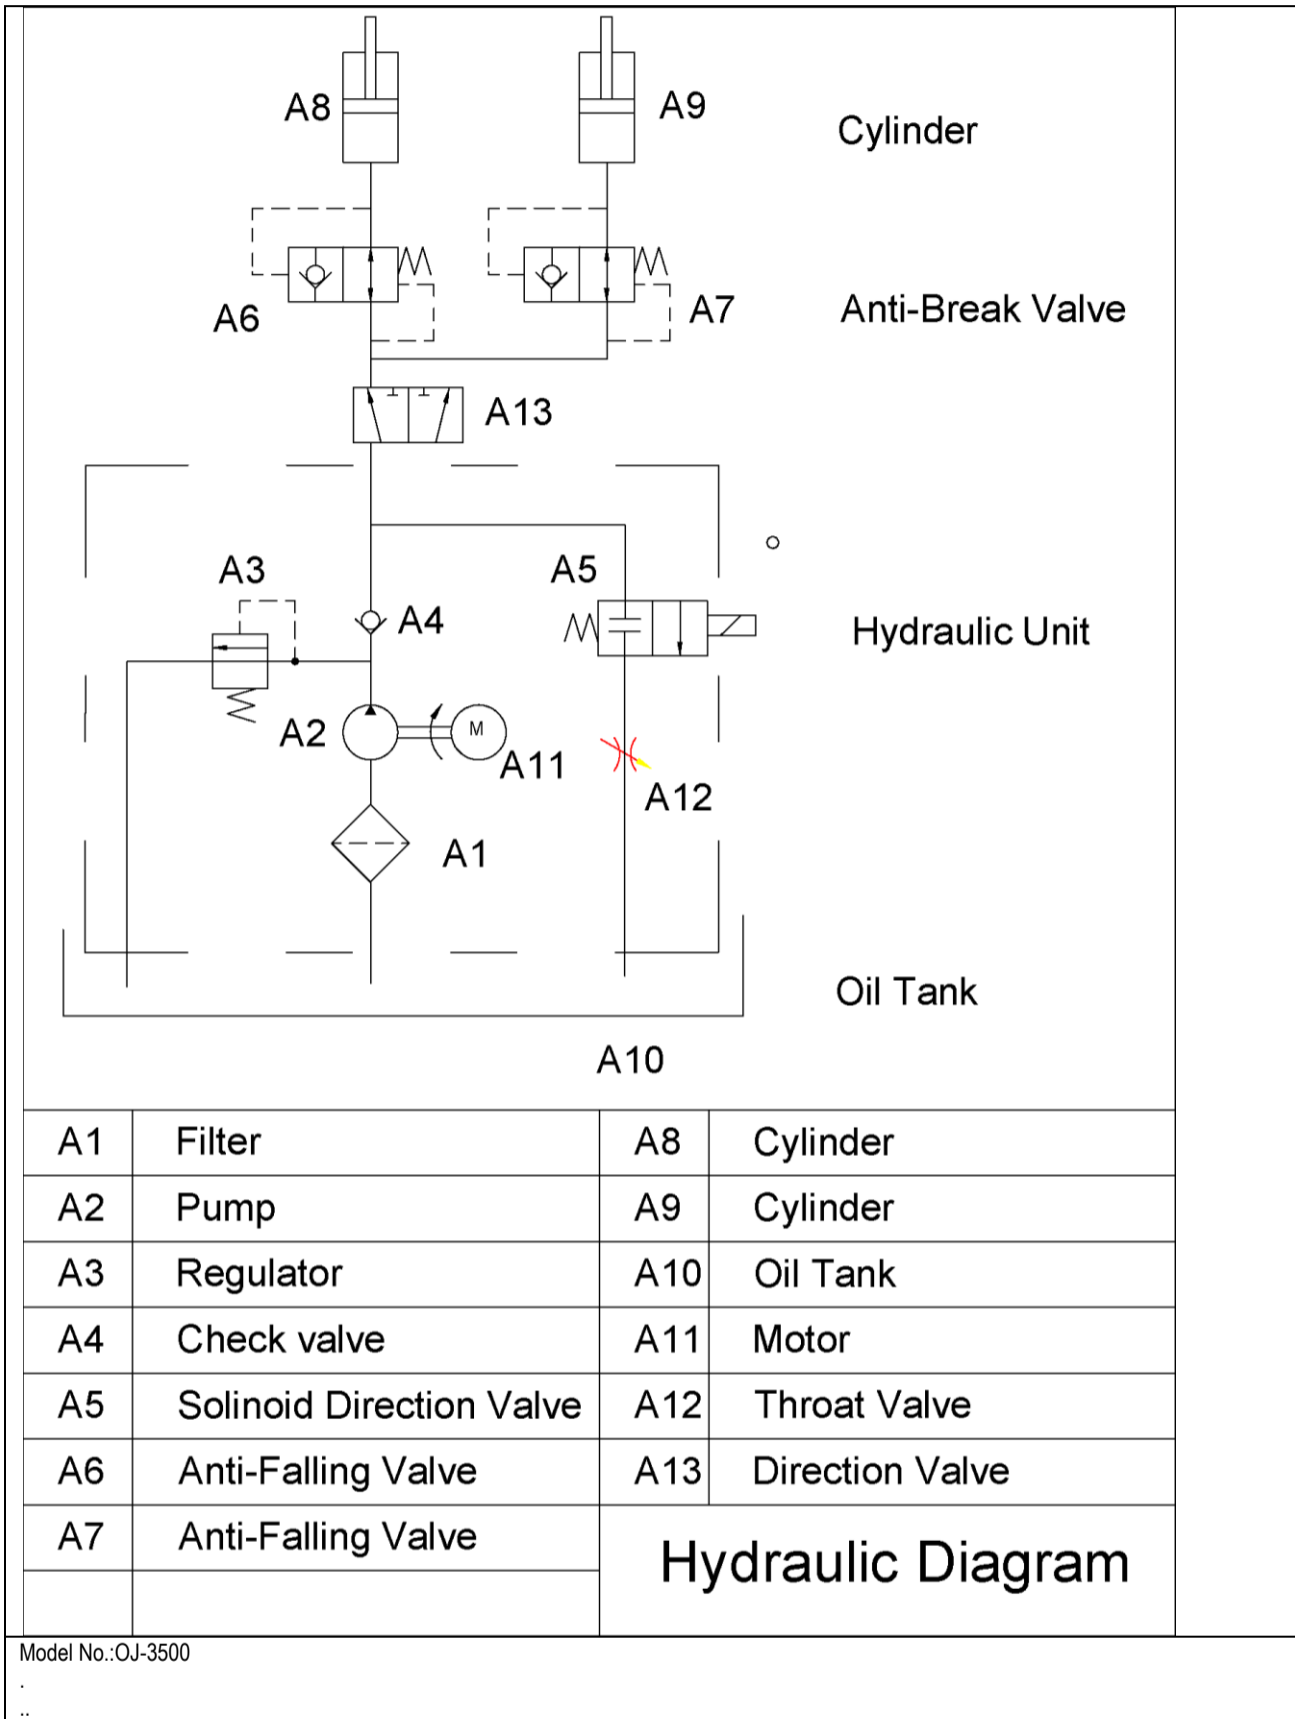 A8
A9
Cylinder
A6
A7
Anti-Break Valve
A13
A3
A5
A4
Hydraulic Unit
A2
M
A11
A12
A1
Oil Tank
A10
A1 Filter A8 Cylinder
A2 Pump A9 Cylinder
A3 Regulator A10 Oil Tank
A4 Check valve A11 Motor
A5 Solinoid Direction Valve A12 Throat Valve
A6 Anti-Falling Valve A13 Direction Valve
A7 Anti-Falling Valve
Hydraulic Diagram
Model No.:OJ-3500
.
..